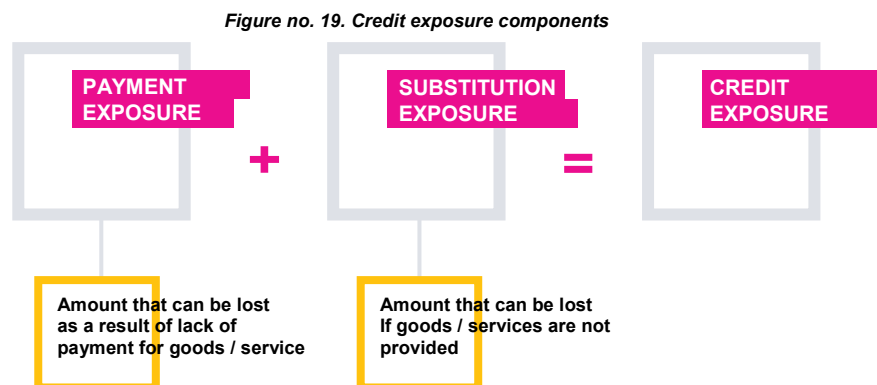 Figure no. 19. Credit exposure components
PAYMENT
EXPOSURE
+
SUBSTITUTION
EXPOSURE
=
CREDIT
EXPOSURE
Amount that can be lost
as a result of lack of
payment for goods / service
Amount that can be lost
If goods / services are not
provided